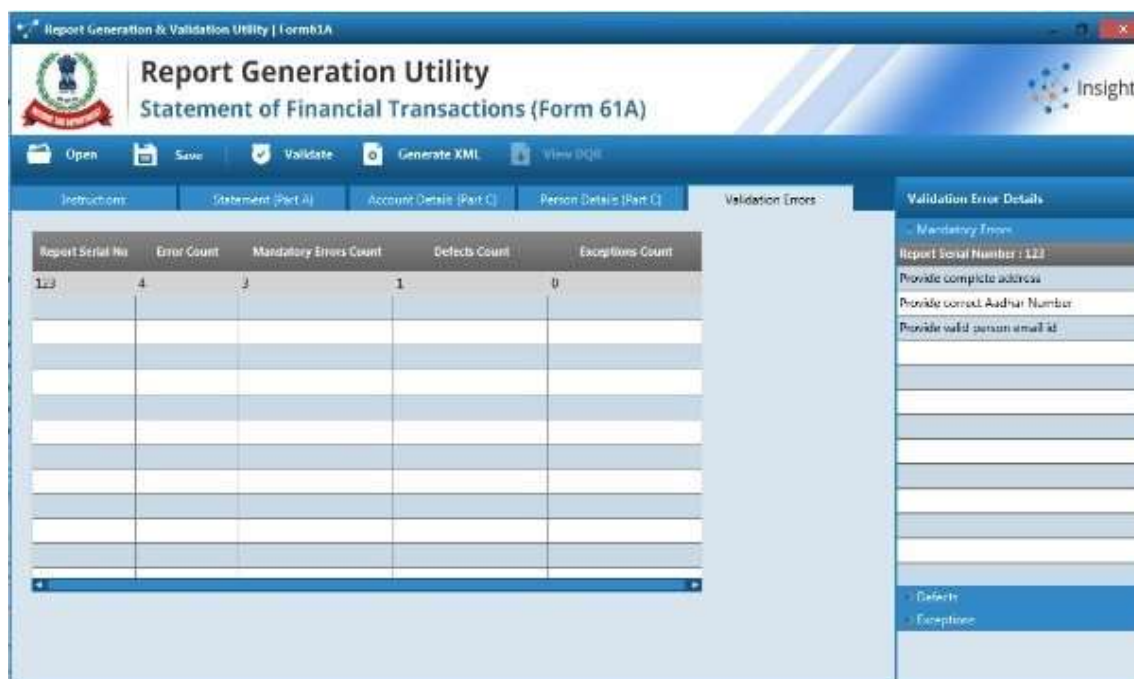 Report Generation & Validation Utility | Form61A
Report Generation Utility
Statement of Financial Transactions (Form 61A)
Insight
Open Save Validate Generate XML View DQR
Instructions Statement (Part A) Account Details (Part C) Person Details (Part C) Validation Errors
Validation Error Details
Mandatory Errors
Report Serial No Error Count Mandatory Errors Count Defects Count Exceptions Count
123 4 3 1 0
Report Serial Number : 123
Provide complete address
Provide correct Aadhar Number
Provide valid person email id
Defects
Exceptions